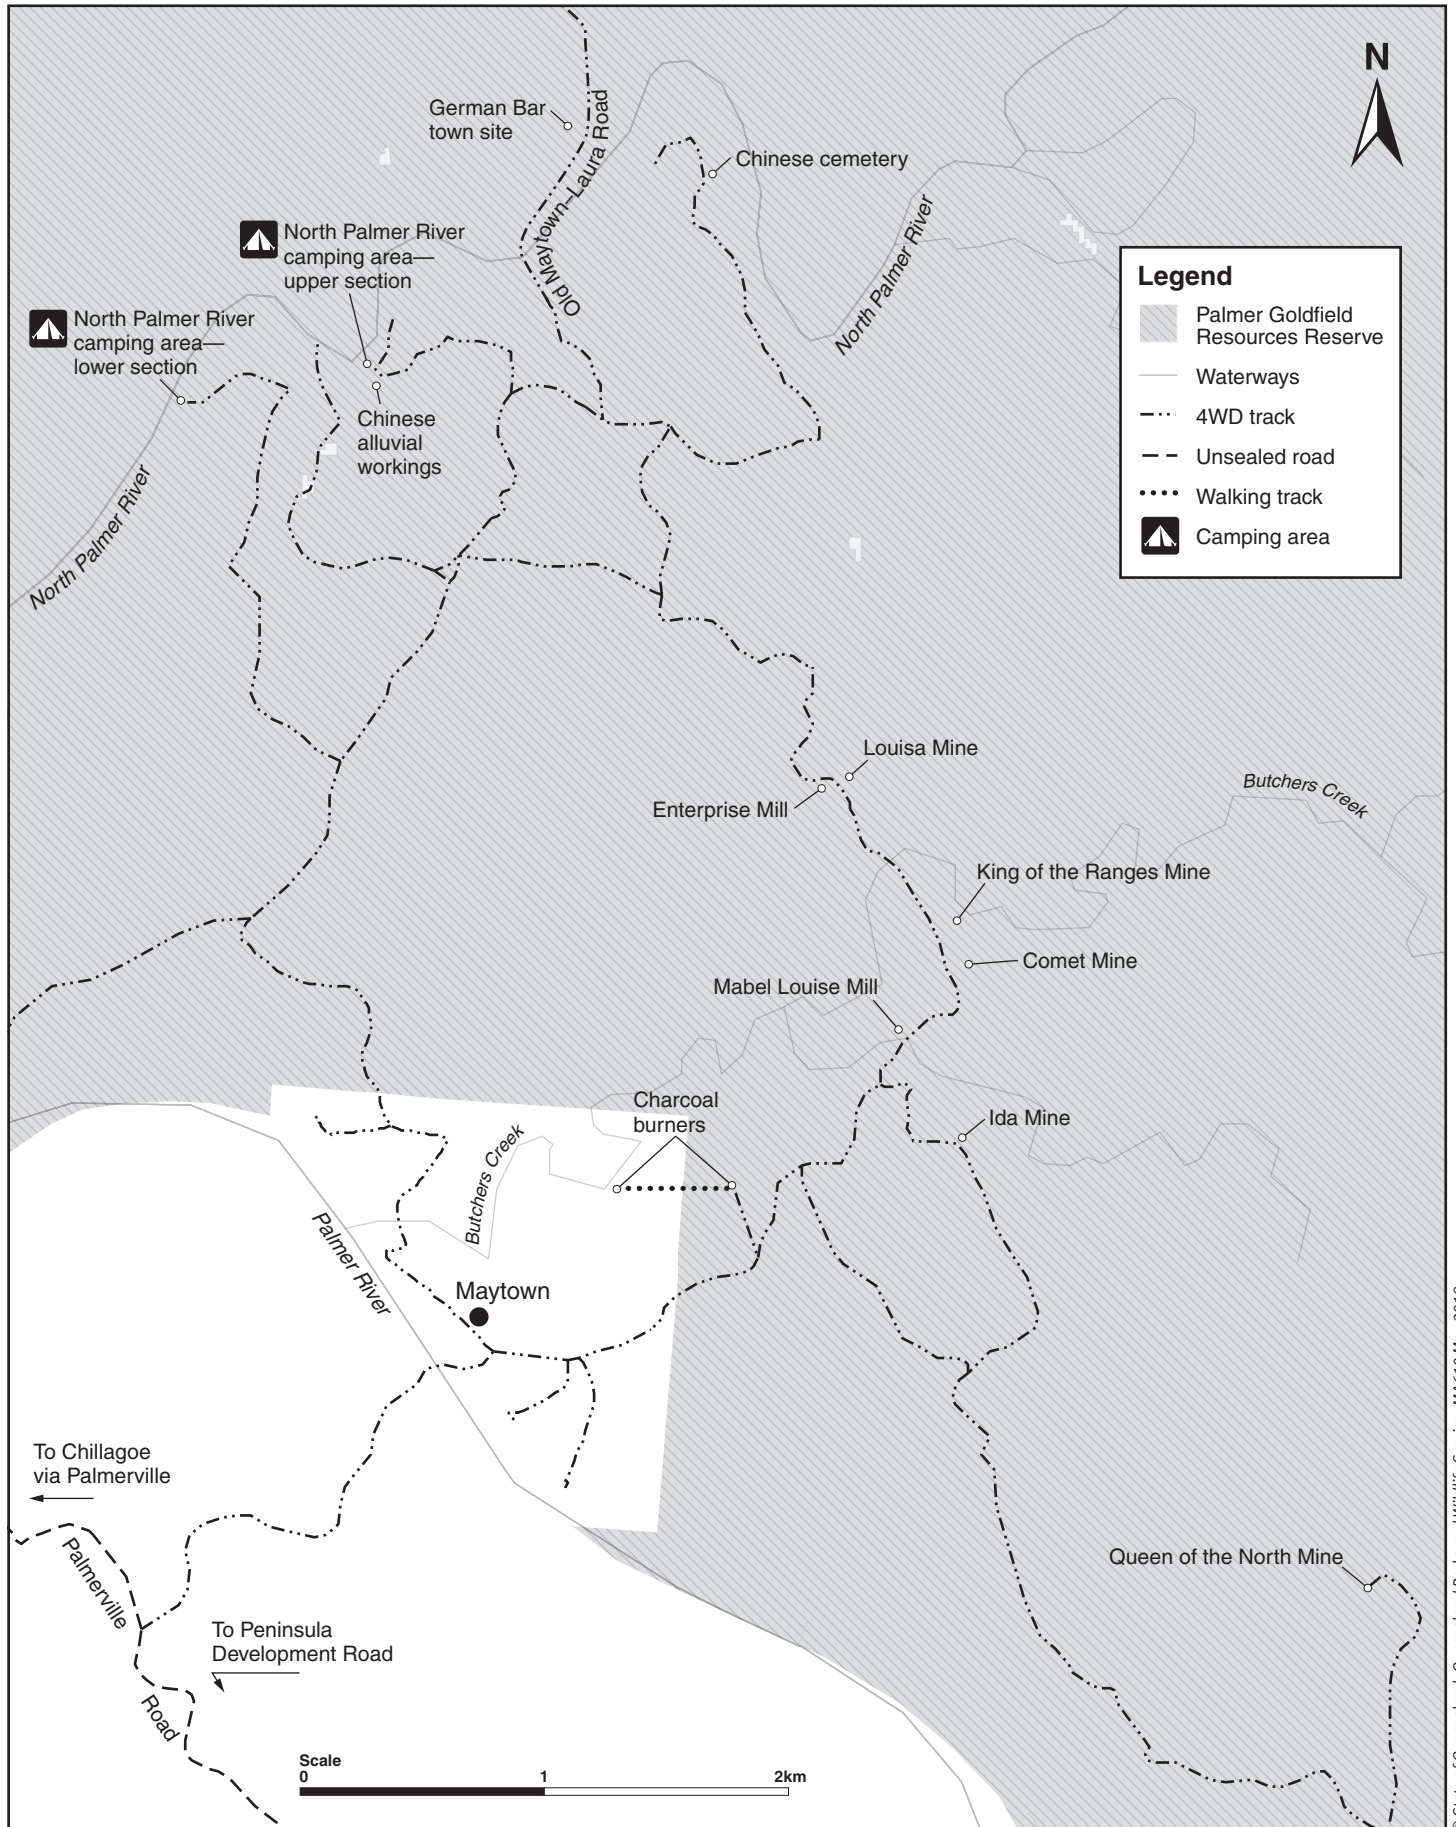 N
German Bar
town site
Old Maytown–Laura Road
Chinese cemetery
North Palmer River
camping area—
upper section
North Palmer River
North Palmer River
camping area—
lower section
Chinese
alluvial
workings
North Palmer River
Legend
Palmer Goldfield
Resources Reserve
Waterways
4WD track
Unsealed road
Walking track
Camping area
Louisa Mine
Enterprise Mill
Butchers Creek
King of the Ranges Mine
Comet Mine
Mabel Louise Mill
Charcoal
burners
Ida Mine
Butchers Creek
Palmer River
Maytown
To Chillagoe
via Palmerville
Palmerville
Road
To Peninsula
Development Road
Queen of the North Mine
Scale
0 1 2km